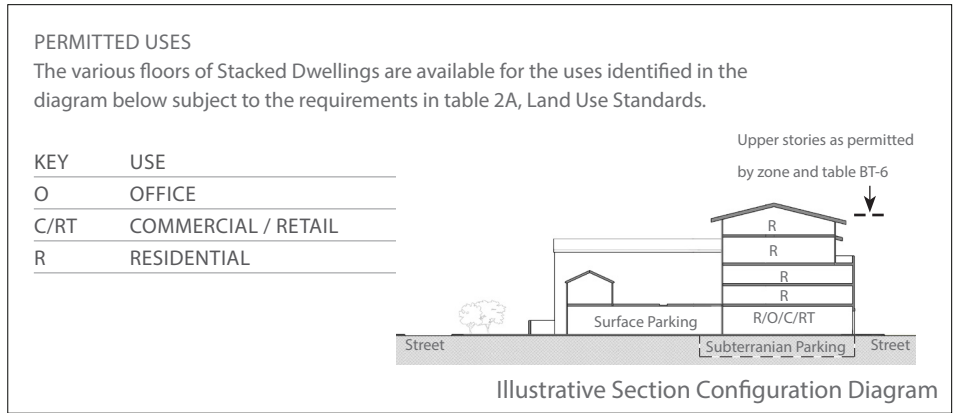 PERMITTED USES
The various floors of Stacked Dwellings are available for the uses identified in the
diagram below subject to the requirements in table 2A, Land Use Standards.
KEY USE
O OFFICE
C/RT COMMERCIAL / RETAIL
R RESIDENTIAL
Upper stories as permitted
by zone and table BT-6
R
R
R
R
Surface Parking R/O/C/RT
Street Subterranian Parking Street
Illustrative Section Configuration Diagram